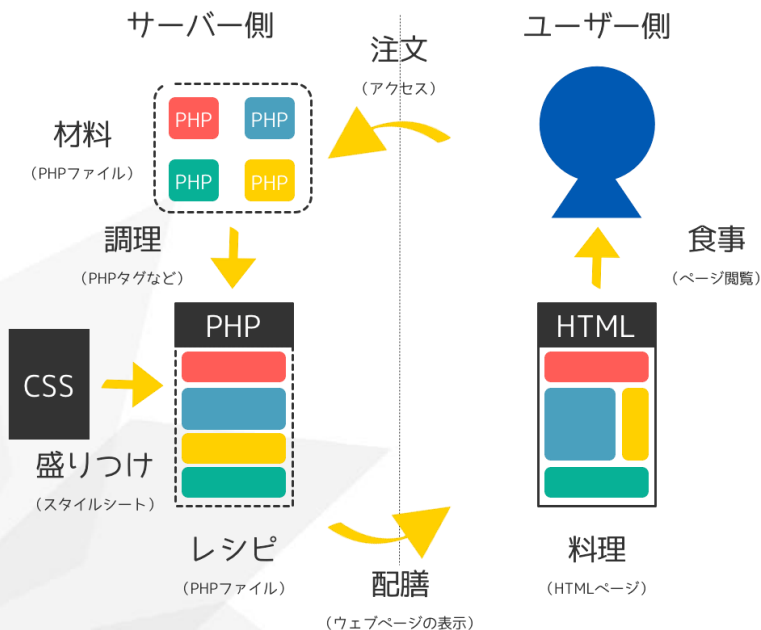 サーバー側
ユーザー側
注文
（アクセス）
材料
（PHPファイル）
PHP
PHP
PHP
PHP
調理
（PHPタグなど）
食事
（ページ閲覧）
PHP
HTML
CSS
盛りつけ
（スタイルシート）
レシピ
（PHPファイル）
配膳
（ウェブページの表示）
料理
（HTMLページ）